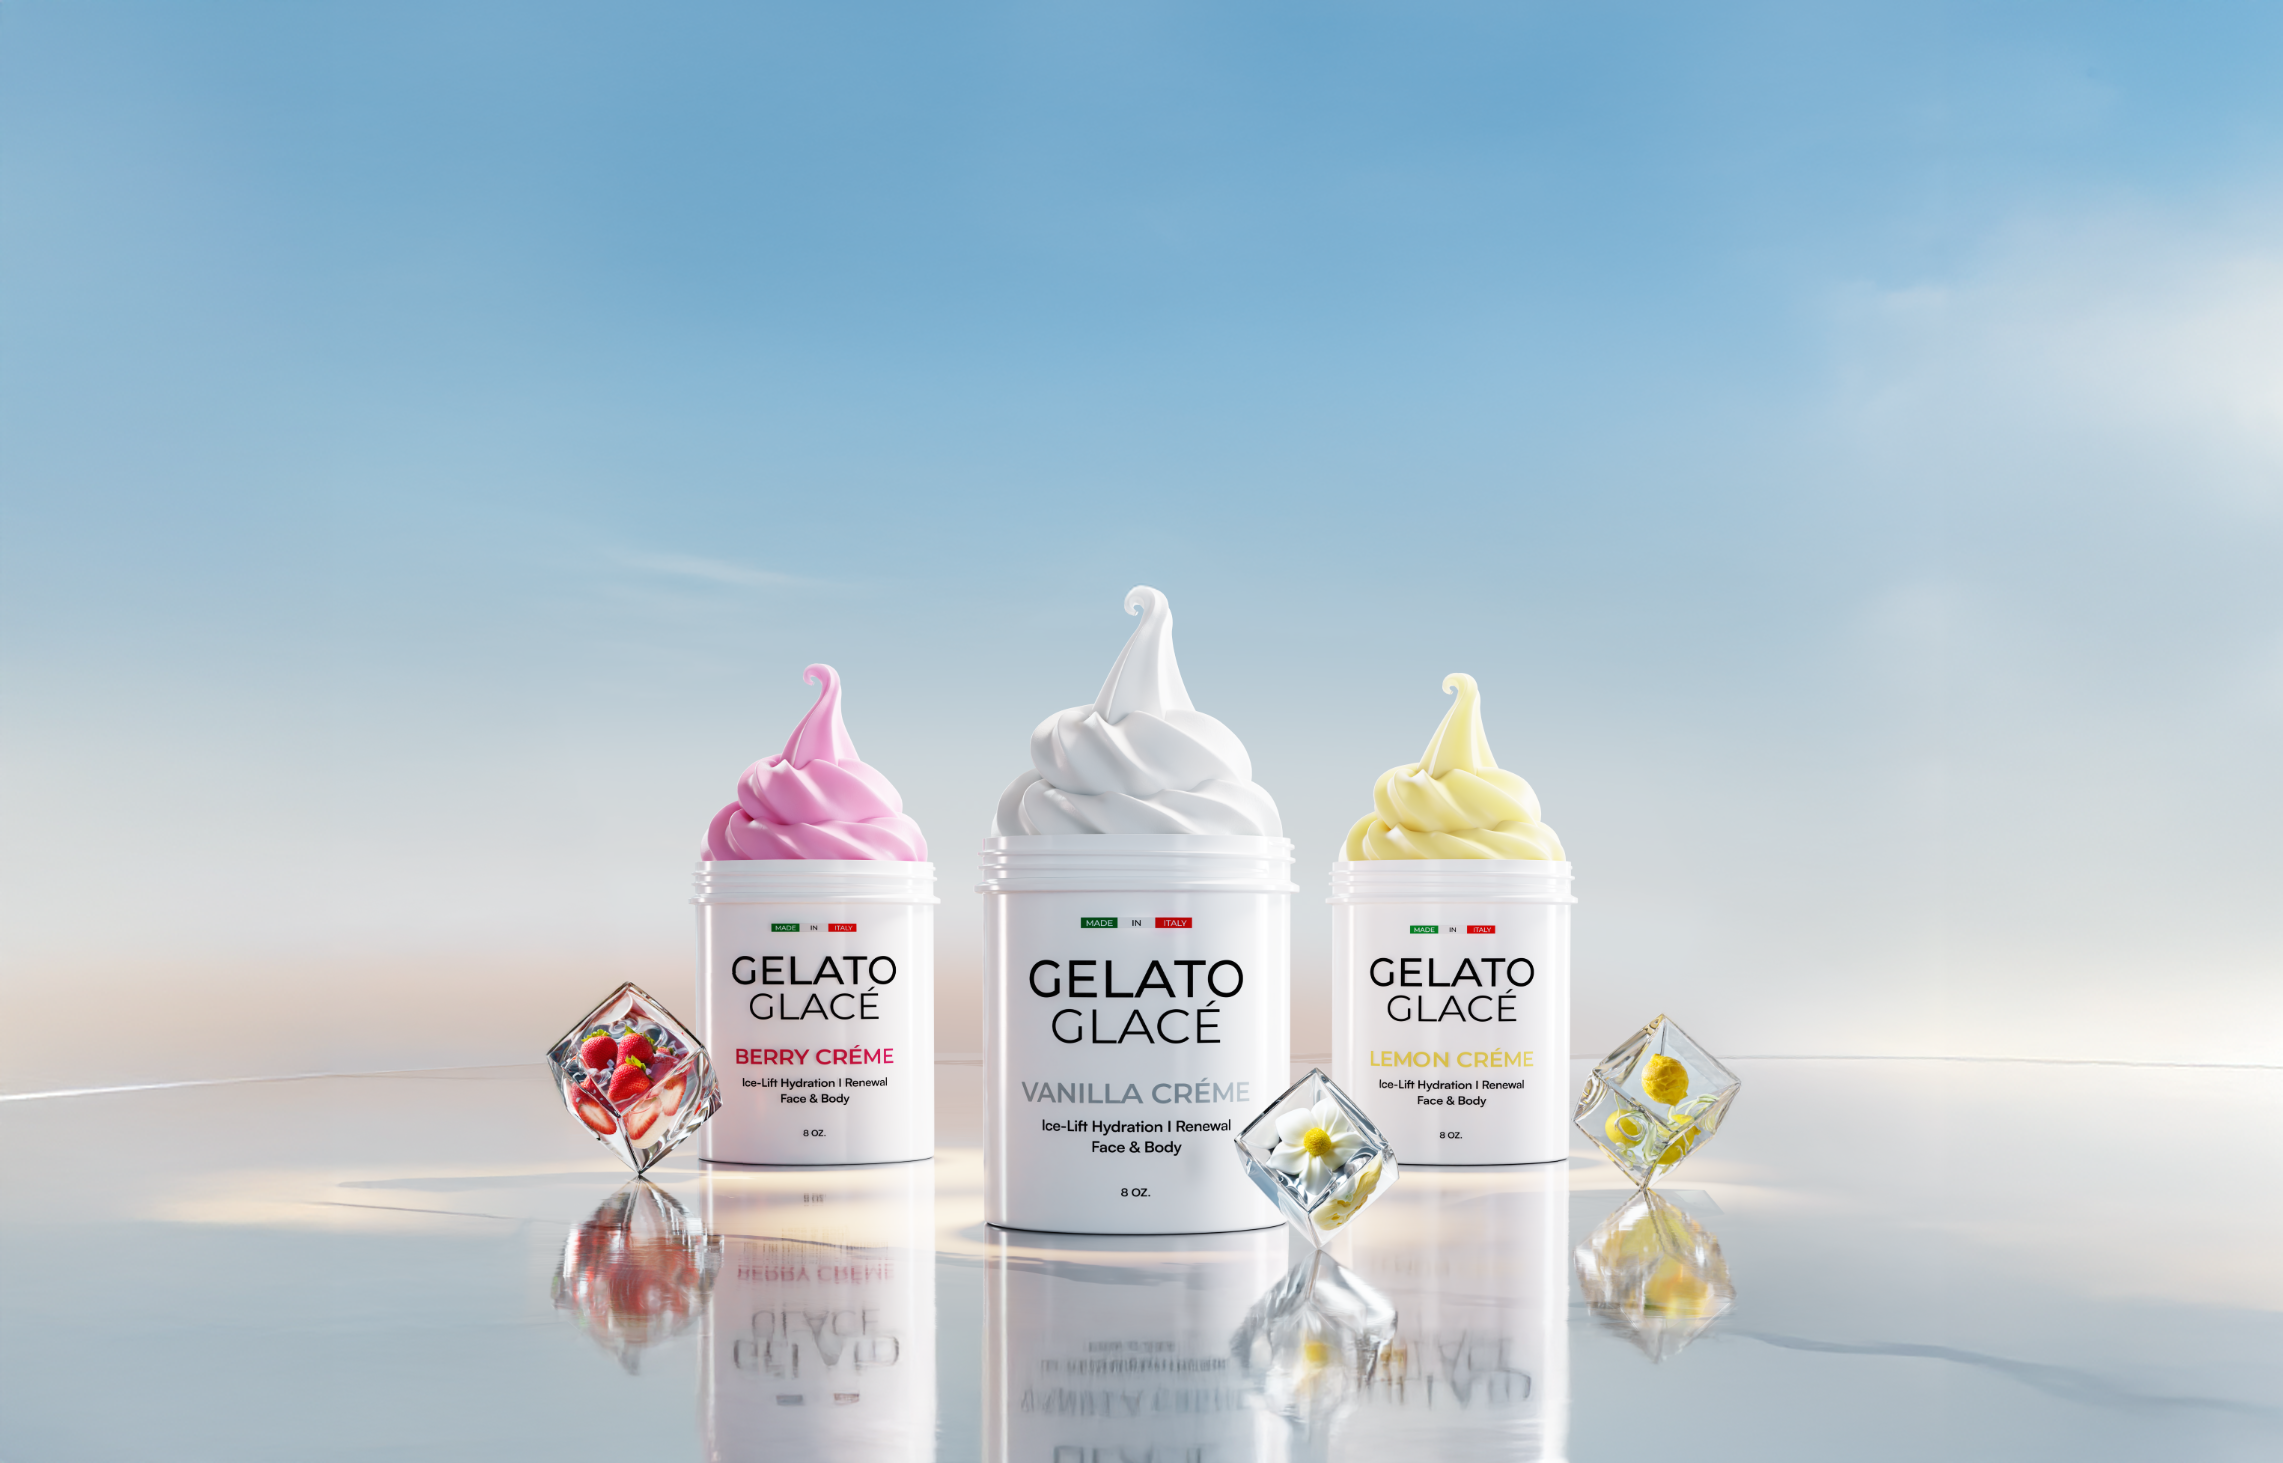 MADE IN ITALY
GELATO
GLACÉ
BERRY CRÉME
Ice-Lift Hydration I Renewal
Face & Body
8 OZ.
MADE IN ITALY
GELATO
GLACÉ
VANILLA CRÉME
Ice-Lift Hydration I Renewal
Face & Body
8 OZ.
MADE IN ITALY
GELATO
GLACÉ
LEMON CRÉME
Ice-Lift Hydration I Renewal
Face & Body
8 OZ.